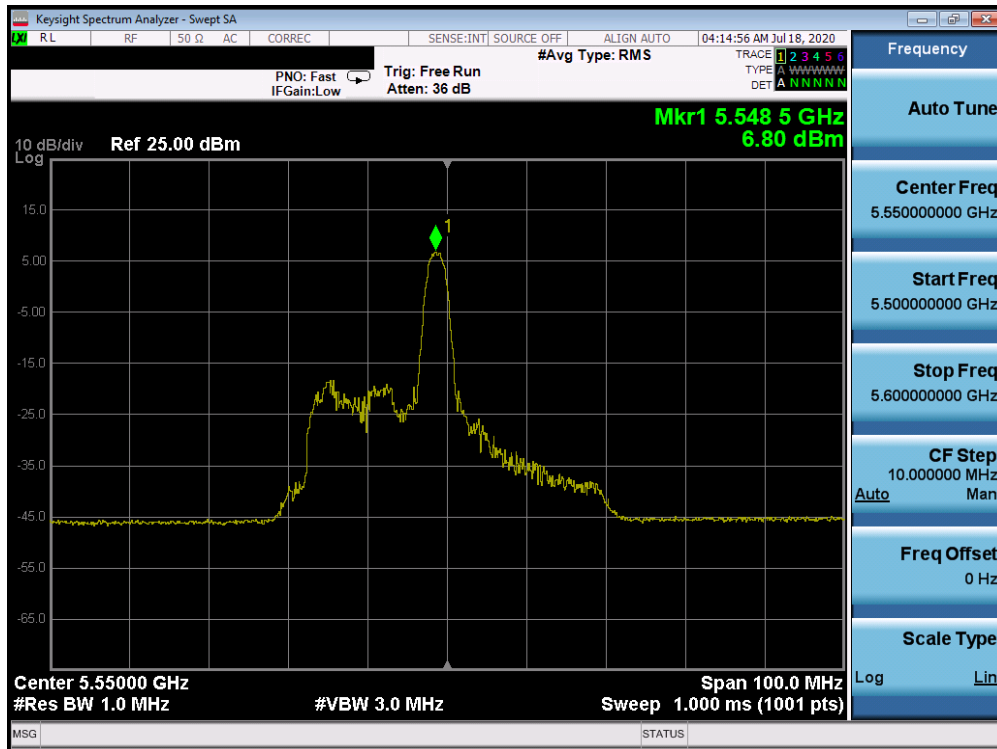 Keysight Spectrum Analyzer - Swept SA
LXI RL RF 50 Ω AC CORREC SENSE:INT SOURCE OFF ALIGN AUTO 04:14:56 AM Jul 18, 2020
#Avg Type: RMS TRACE 1 2 3 4 5 6
PNO: Fast Trig: Free Run TYPE A WWWWW
IFGain:Low Atten: 36 dB DET A N N N N N
Mkr1 5.548 5 GHz
10 dB/div Ref 25.00 dBm 6.80 dBm
Log
15.0
1
5.00
-5.00
-15.0
-25.0
-35.0
-45.0
-55.0
-65.0
Center 5.55000 GHz Span 100.0 MHz
#Res BW 1.0 MHz #VBW 3.0 MHz Sweep 1.000 ms (1001 pts)
MSG STATUS
Frequency
Auto Tune
Center Freq
5.550000000 GHz
Start Freq
5.500000000 GHz
Stop Freq
5.600000000 GHz
CF Step
10.000000 MHz
Auto Man
Freq Offset
0 Hz
Scale Type
Log Lin